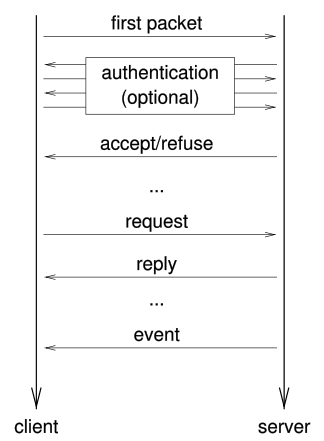 first packet
authentication
(optional)
accept/refuse
...
request
reply
...
event
client
server